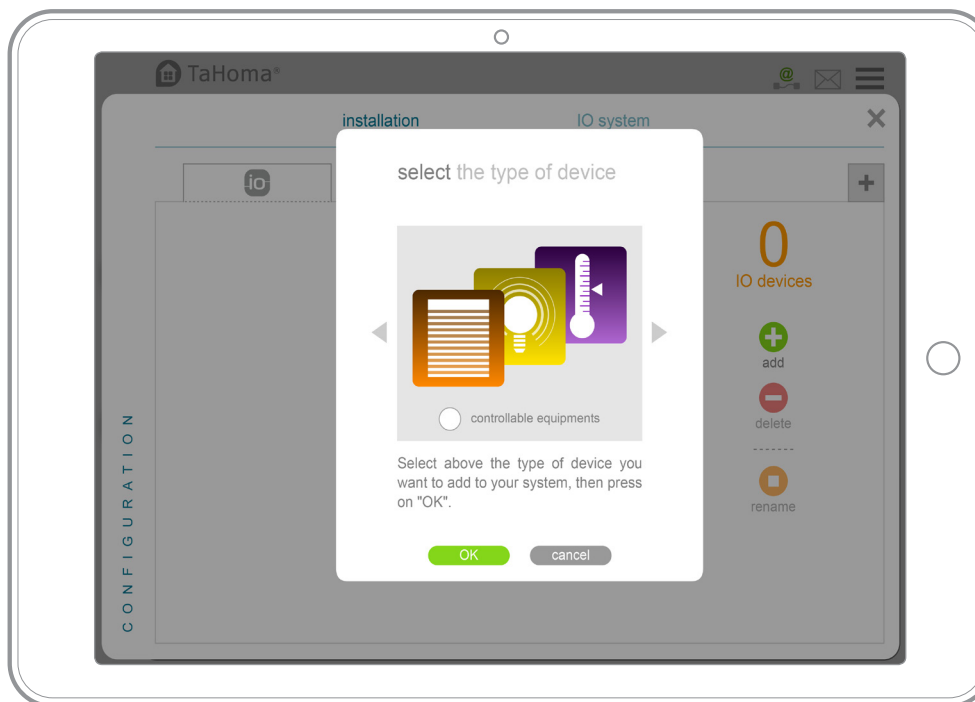 TaHoma®
@
installation
IO system
io
select the type of device
controllable equipments
Select above the type of device you
want to add to your system, then press
on "OK".
OK
cancel
0
IO devices
add
delete
rename
CONFIGURATION